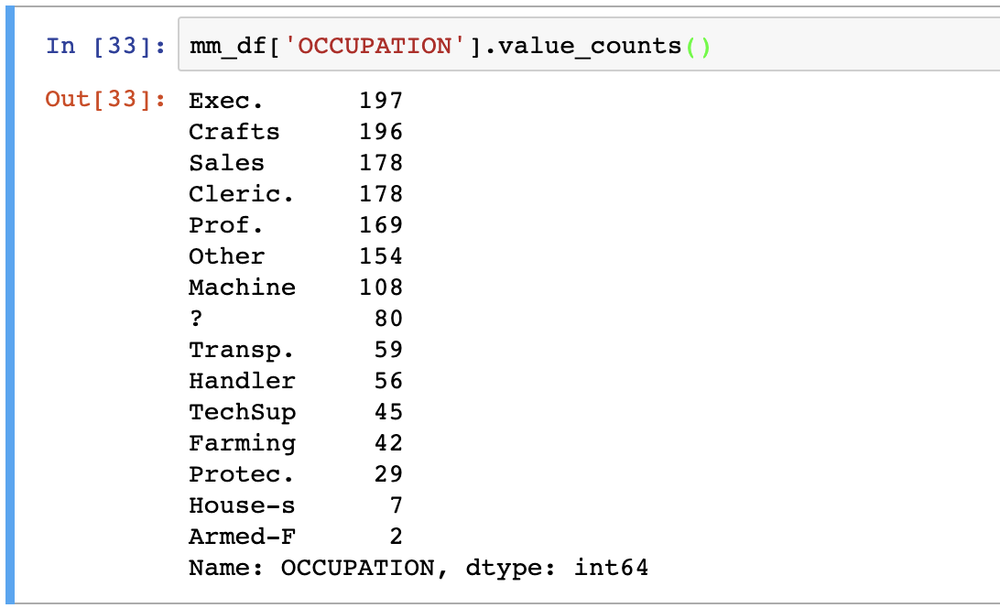 In [33]: mm_df['OCCUPATION'].value_counts()
Out[33]: Exec. 197
Crafts 196
Sales 178
Cleric. 178
Prof. 169
Other 154
Machine 108
? 80
Transp. 59
Handler 56
TechSup 45
Farming 42
Protec. 29
House-s 7
Armed-F 2
Name: OCCUPATION, dtype: int64